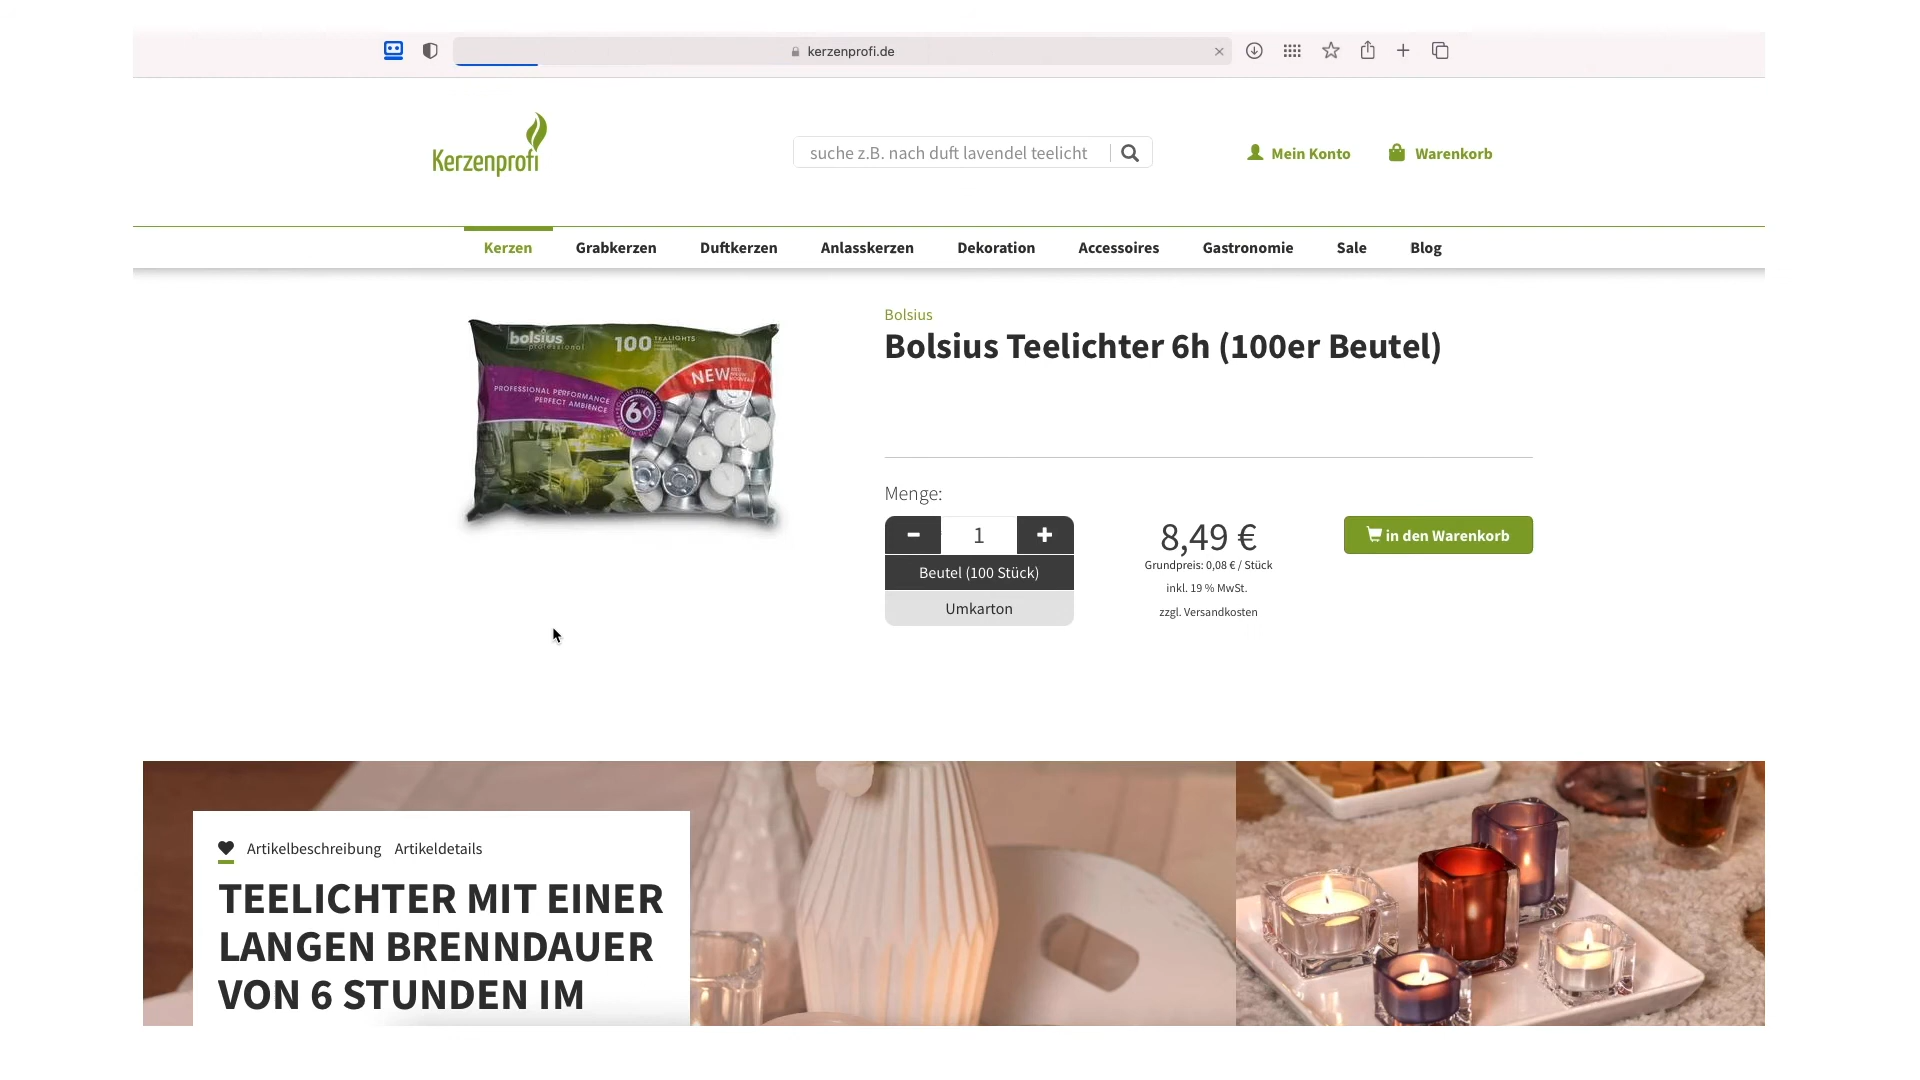 kerzenprofi.de
Kerzenprofi
suche z.B. nach duft lavendel teelicht
Mein Konto
Warenkorb
Kerzen Grabkerzen Duftkerzen Anlasskerzen Dekoration Accessoires Gastronomie Sale Blog
bolsius
professional
100 TEALIGHTS
NEW
PROFESSIONAL PERFORMANCE
PERFECT AMBIENCE
6
Bolsius
Bolsius Teelichter 6h (100er Beutel)
Menge:
1
Beutel (100 Stück)
Umkarton
8,49 €
Grundpreis: 0,08 € / Stück
inkl. 19 % MwSt.
zzgl. Versandkosten
in den Warenkorb
Artikelbeschreibung Artikeldetails
TEELICHTER MIT EINER
LANGEN BRENNDAUER
VON 6 STUNDEN IM